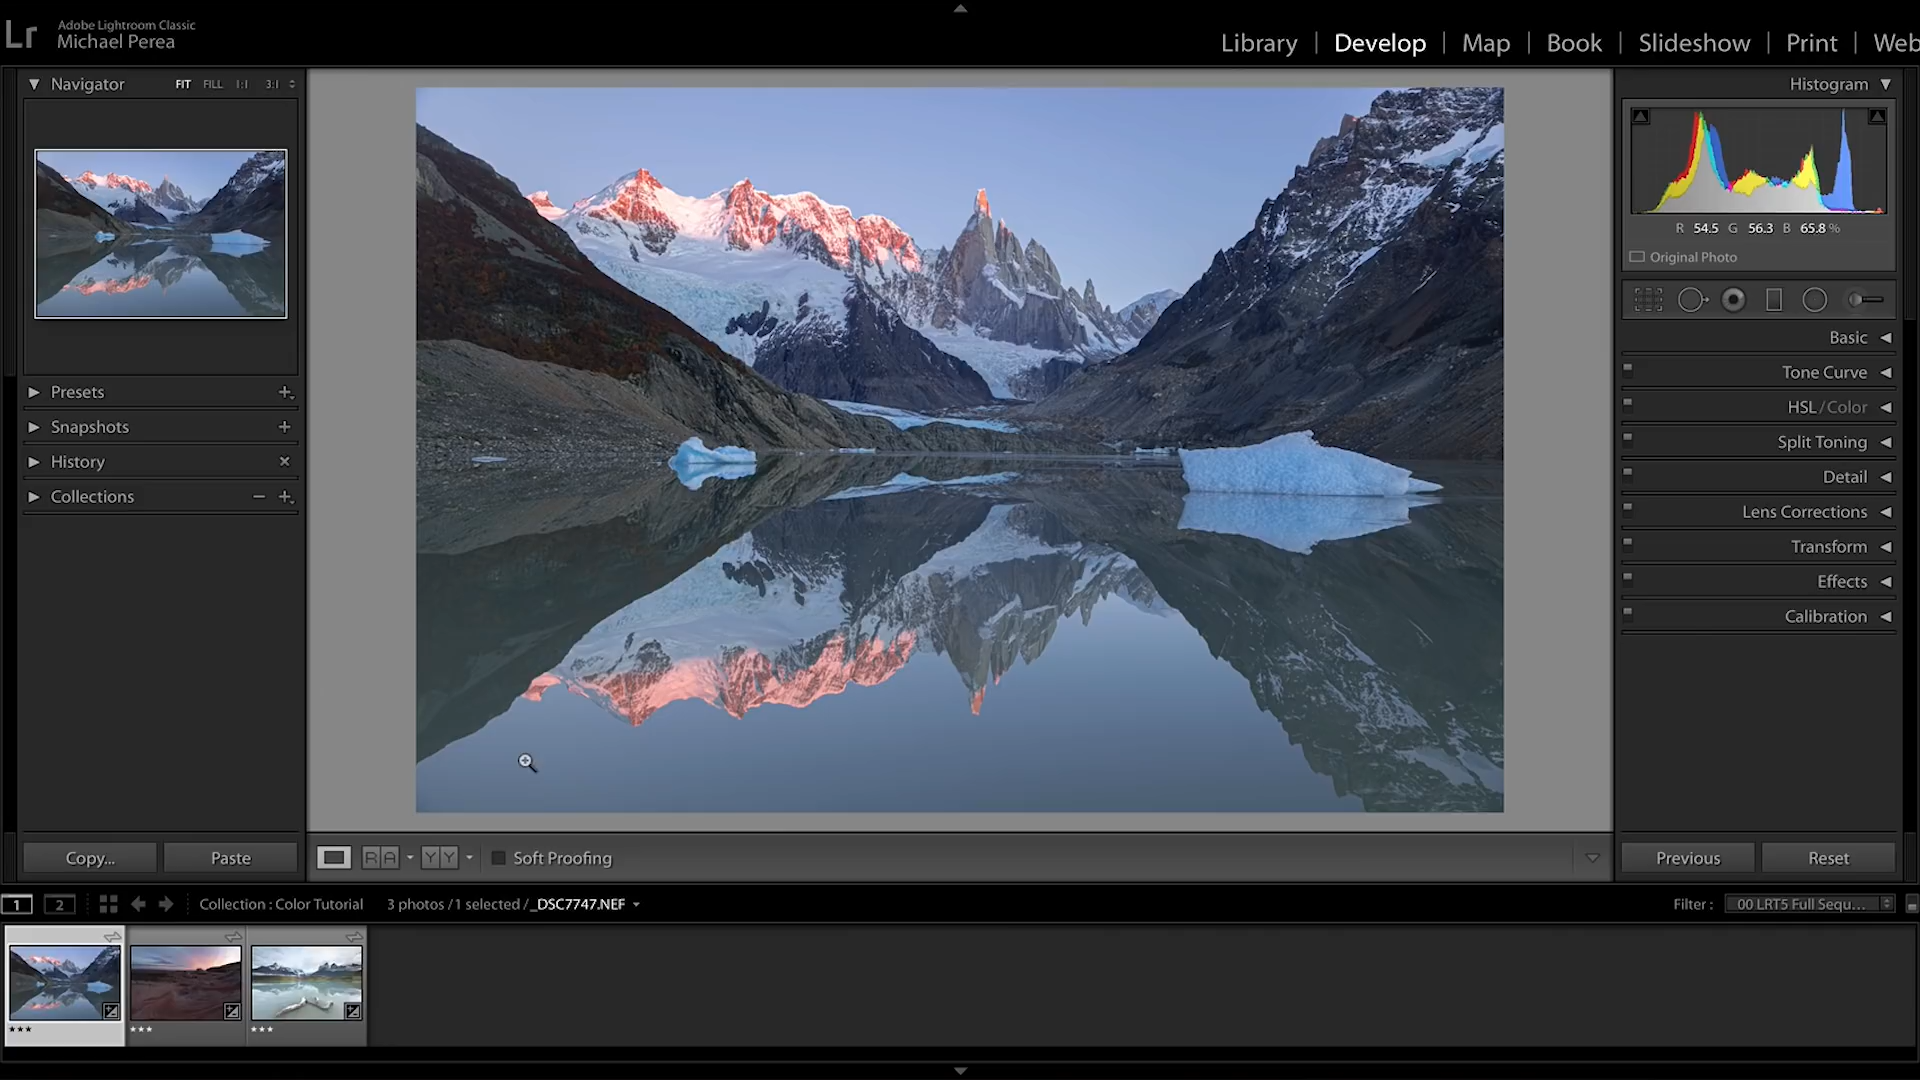 Lr
Adobe Lightroom Classic
Michael Perea
Library | Develop | Map | Book | Slideshow | Print | Web
Navigator FIT FILL 1:1 3:1
Histogram
R 54.5 G 56.3 B 65.8 %
Original Photo
Basic
Tone Curve
HSL / Color
Split Toning
Detail
Lens Corrections
Transform
Effects
Calibration
Presets
Snapshots
History
Collections
Copy... Paste
RA YY Soft Proofing
Previous Reset
1 2 Collection : Color Tutorial 3 photos / 1 selected / _DSC7747.NEF
Filter : 00 LRT5 Full Sequ...